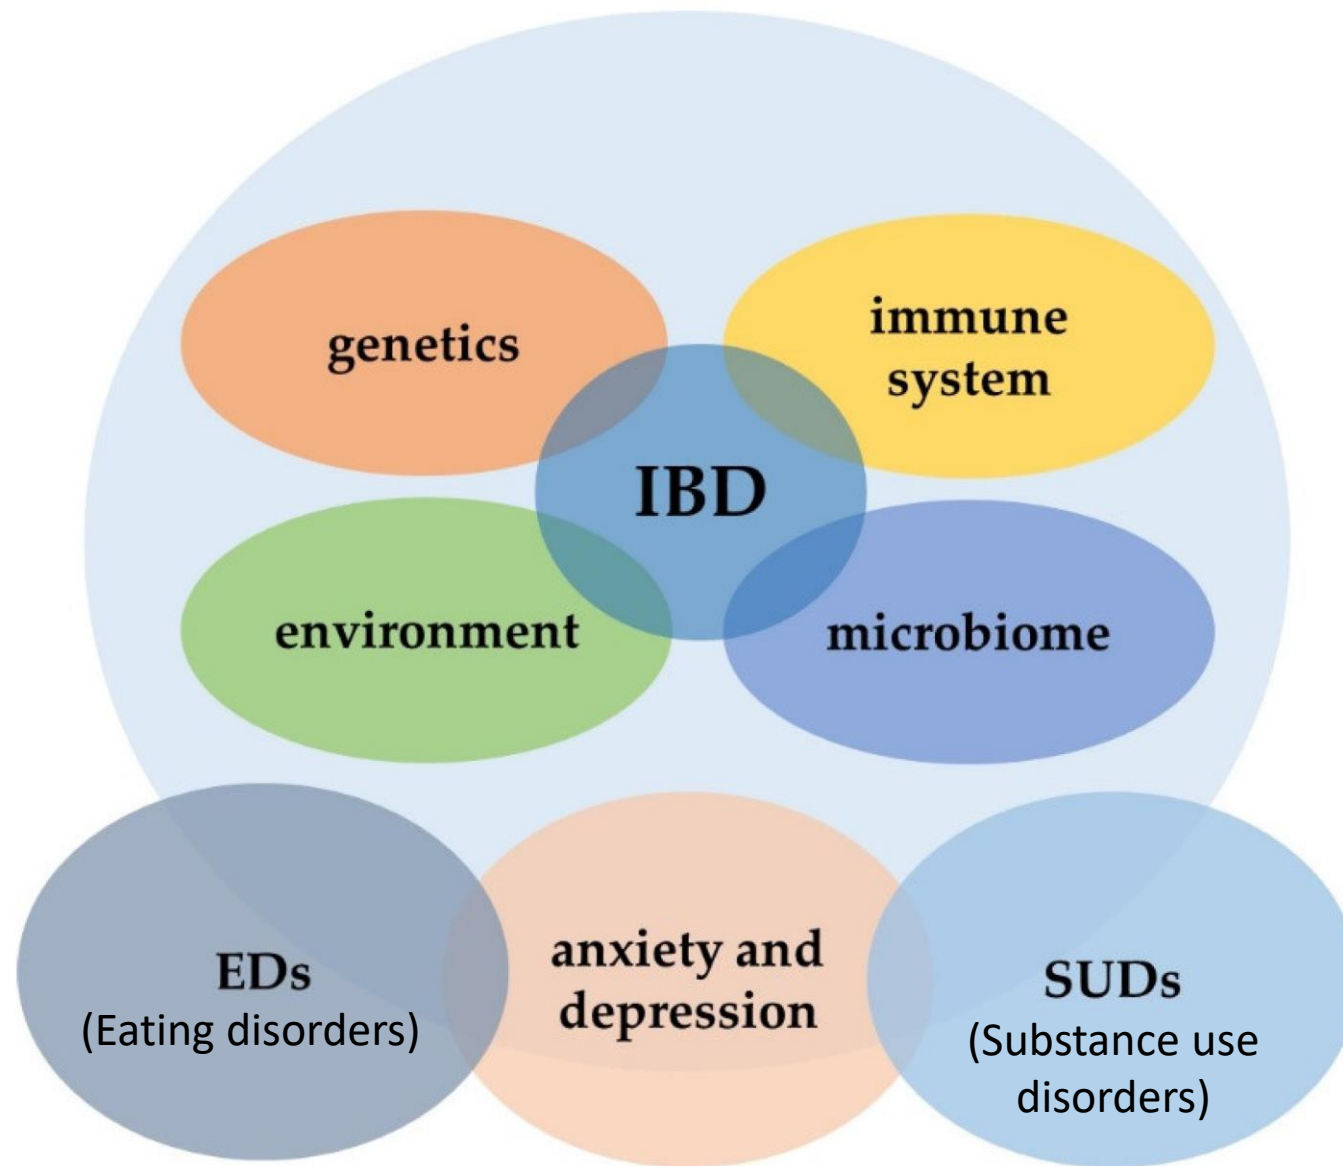 genetics
immune
system
IBD
environment
microbiome
EDs
(Eating disorders)
anxiety and
depression
SUDs
(Substance use
disorders)